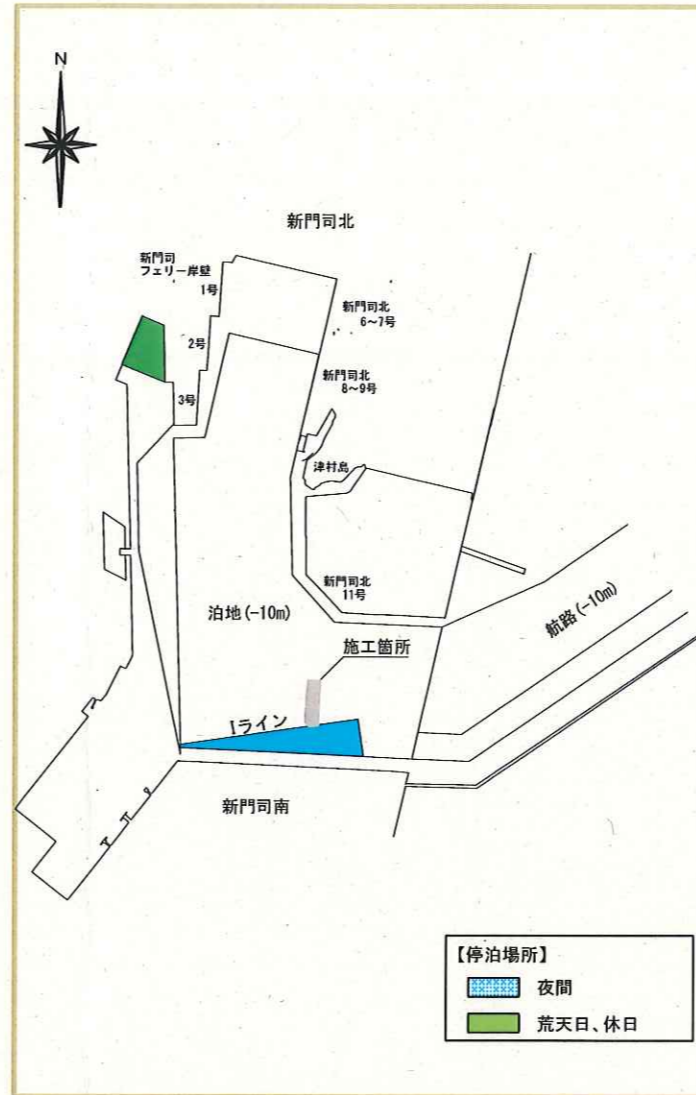 N
新門司北
新門司
フェリー岸壁
1号
新門司北
6~7号
2号
新門司北
8~9号
3号
津村島
新門司北
11号
泊地(-10m)
航路(-10m)
施工箇所
Iライン
新門司南
【停泊場所】
夜間
荒天日、休日